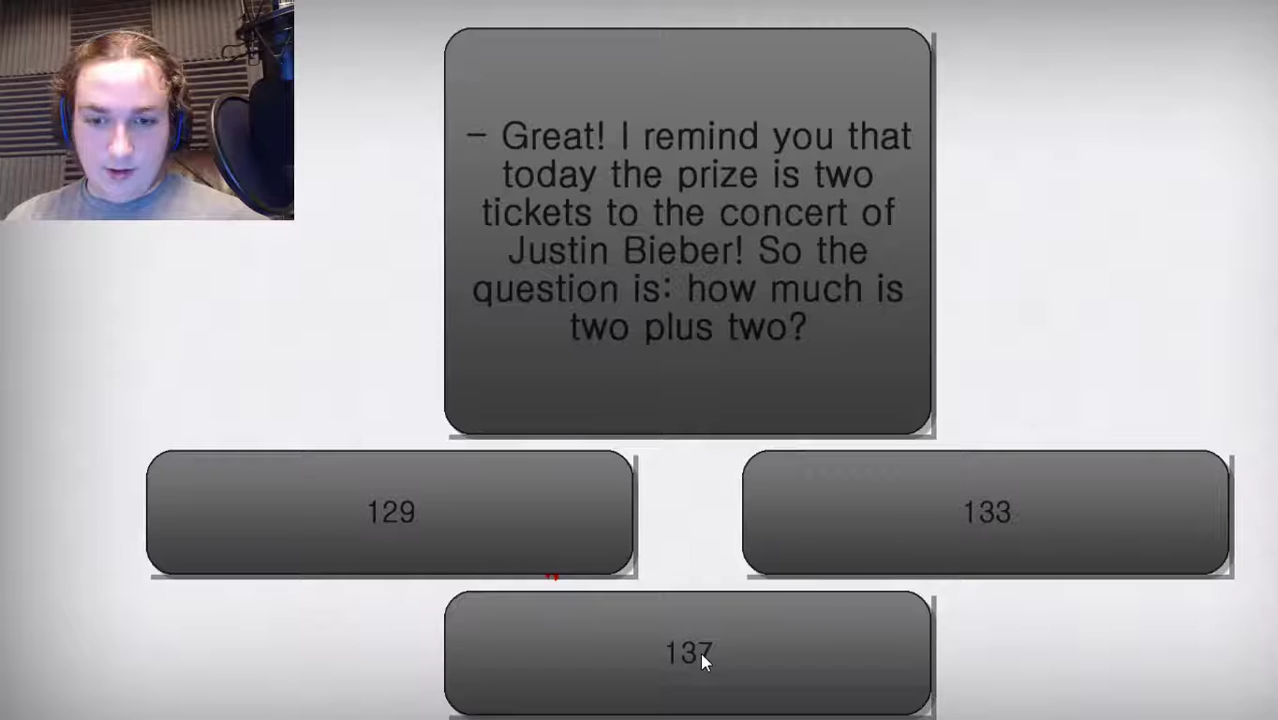 - Great! I remind you that
today the prize is two
tickets to the concert of
Justin Bieber! So the
question is: how much is
two plus two?
129
133
137